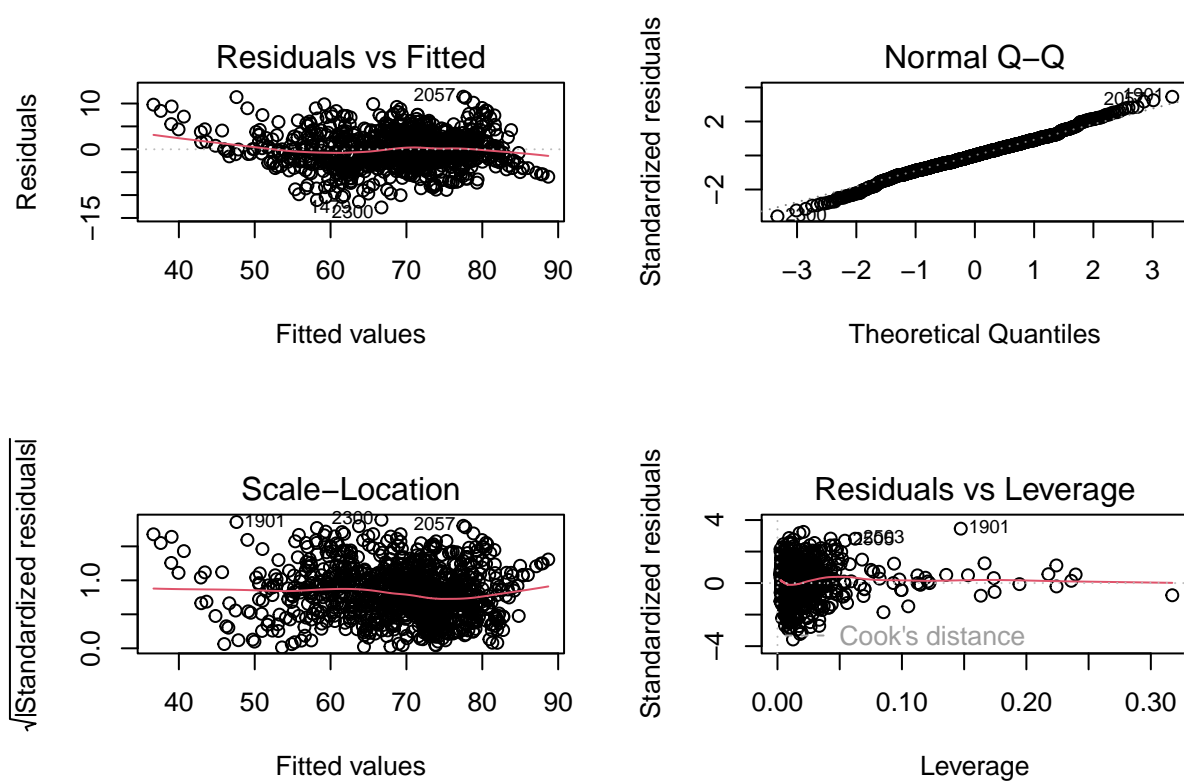 Residuals vs Fitted
Residuals
10
0
−15
2057
2300
40 50 60 70 80 90
Fitted values
Normal Q−Q
Standardized residuals
2
−2
1901
−3 −2 −1 0 1 2 3
Theoretical Quantiles
Scale−Location
√|Standardized residuals|
1.0
0.0
1901
2300
2057
40 50 60 70 80 90
Fitted values
Residuals vs Leverage
Standardized residuals
4
0
−4
1901
Cook's distance
0.00 0.10 0.20 0.30
Leverage